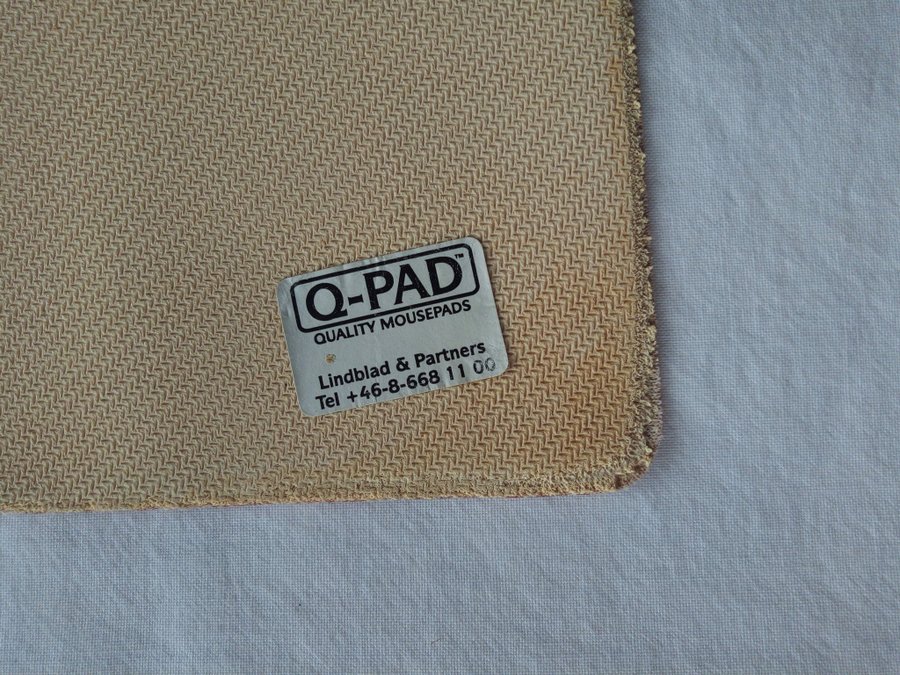 Q-PAD™
QUALITY MOUSEPADS
Lindblad & Partners
Tel +46-8-668 11 00